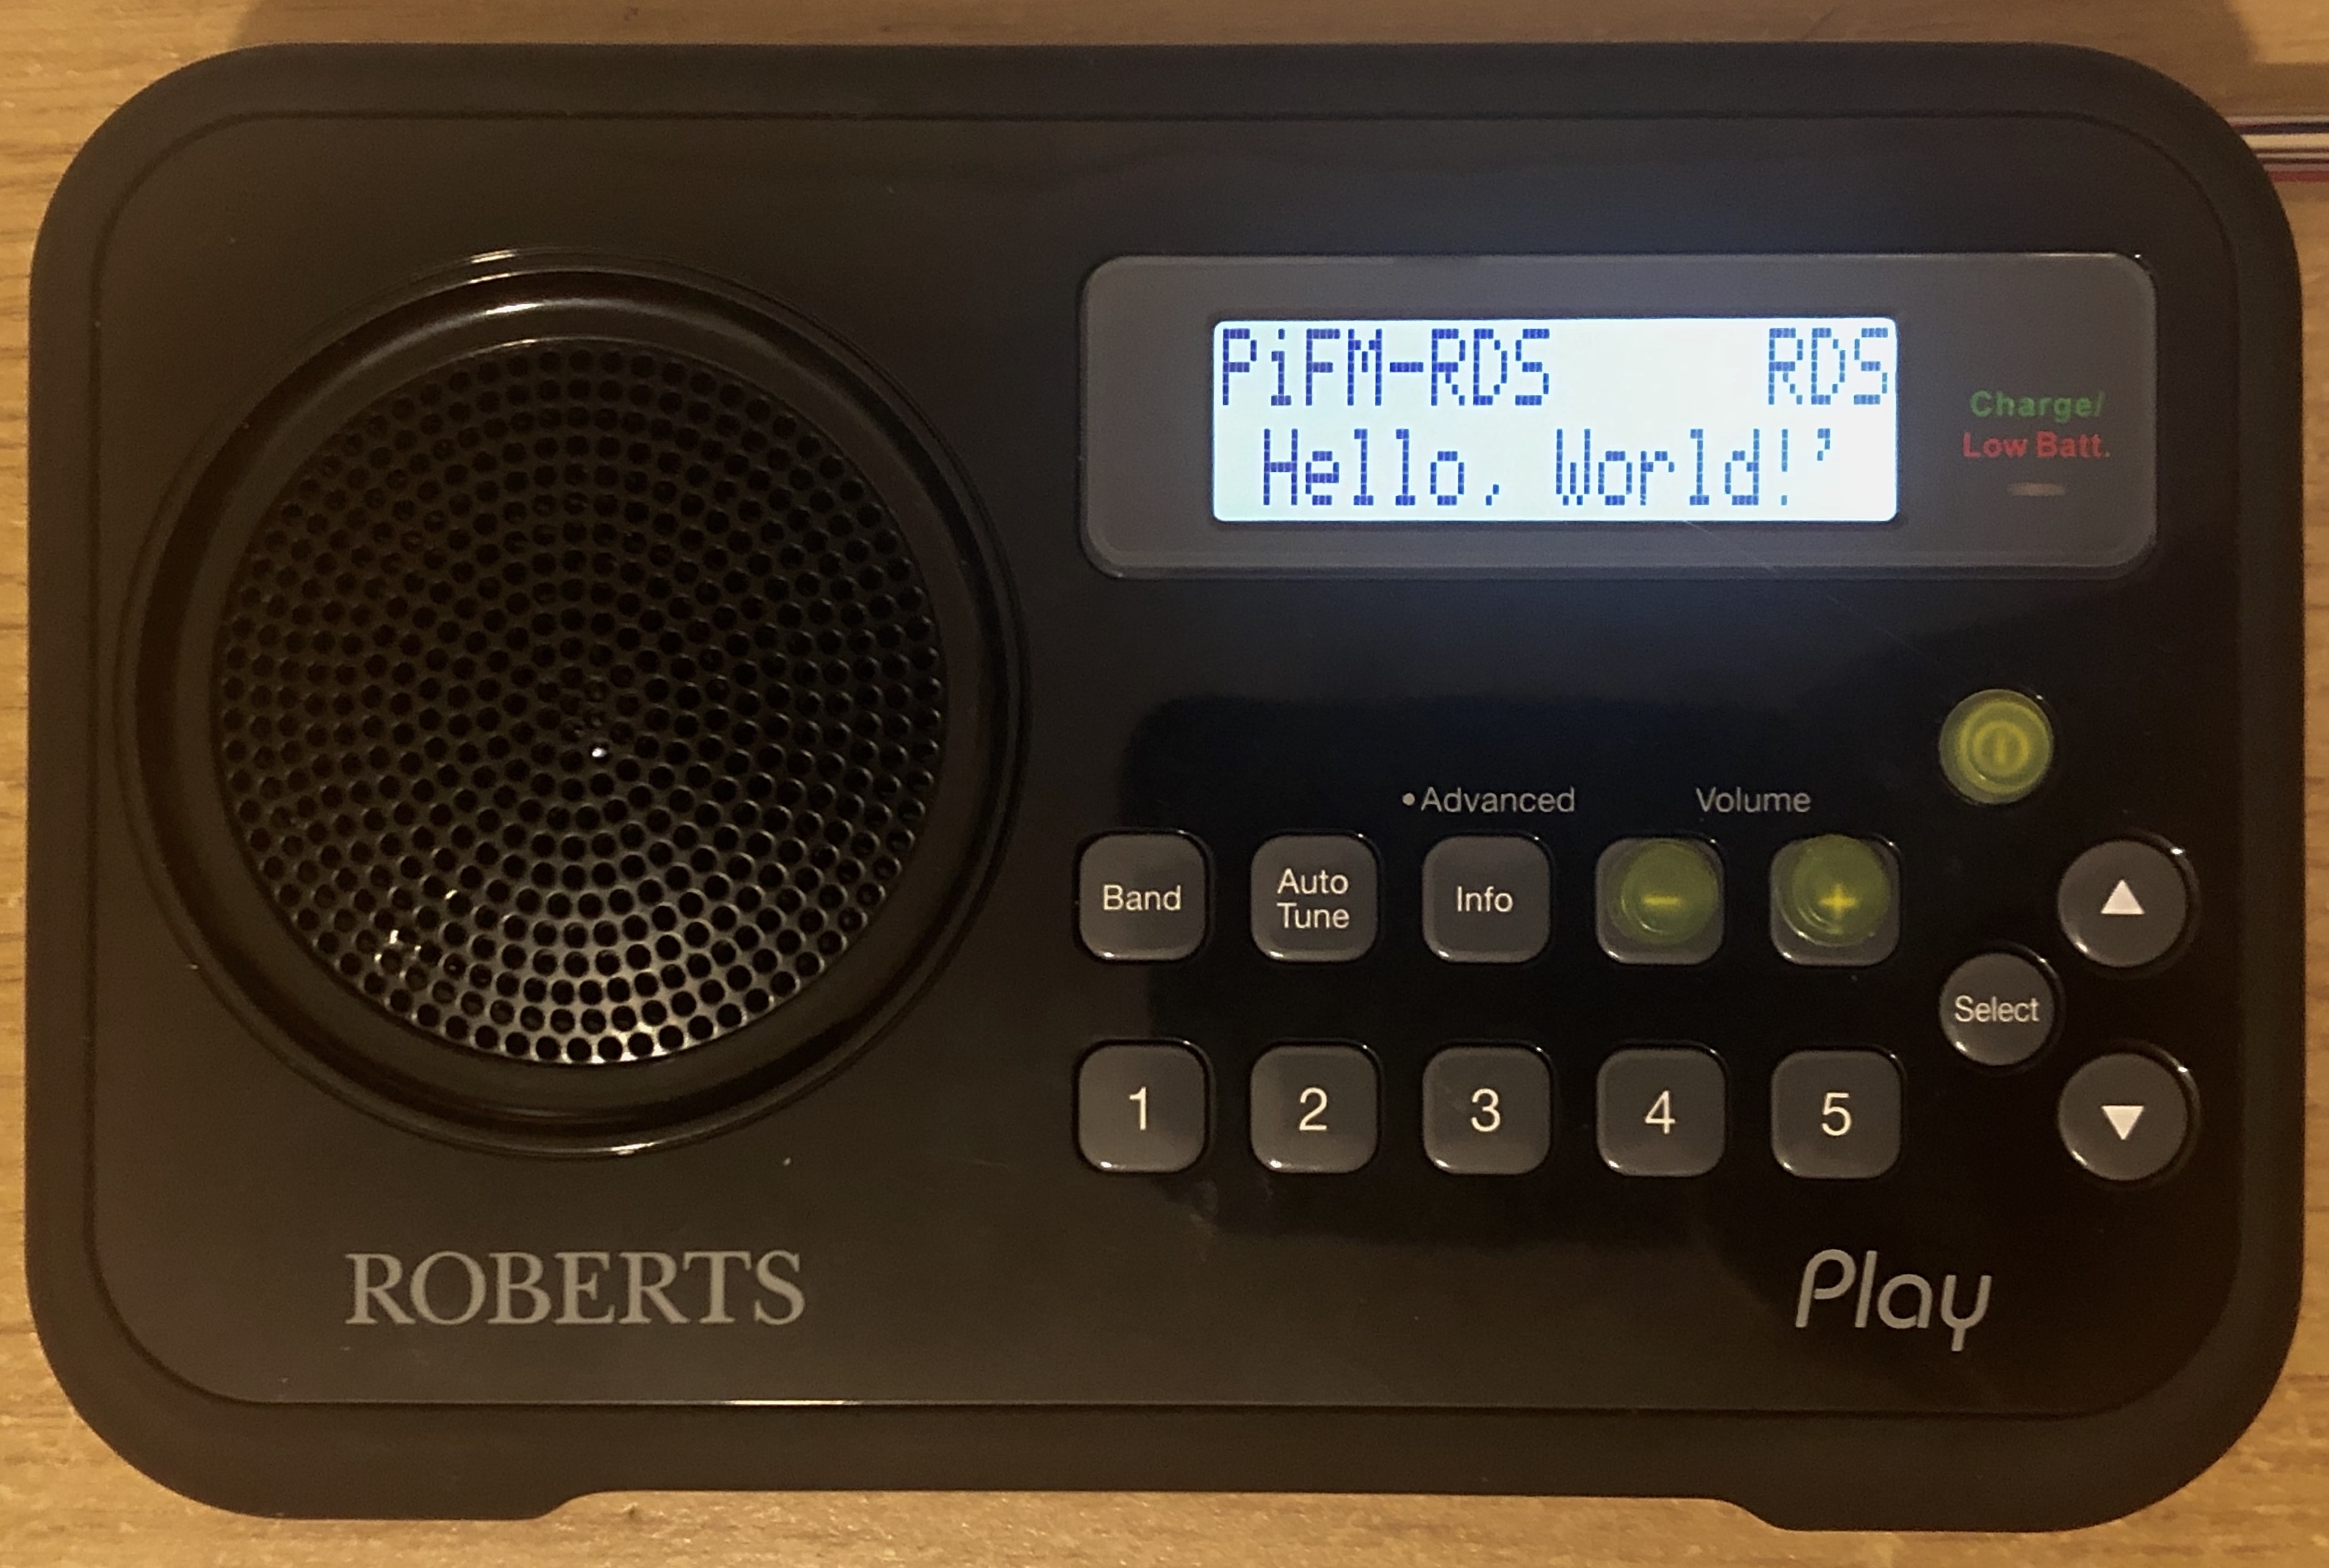 PiFM-RDS RDS
Hello, World!’
Charge/
Low Batt.
•Advanced Volume
Band Auto Tune Info - +
Select
1 2 3 4 5
ROBERTS
Play